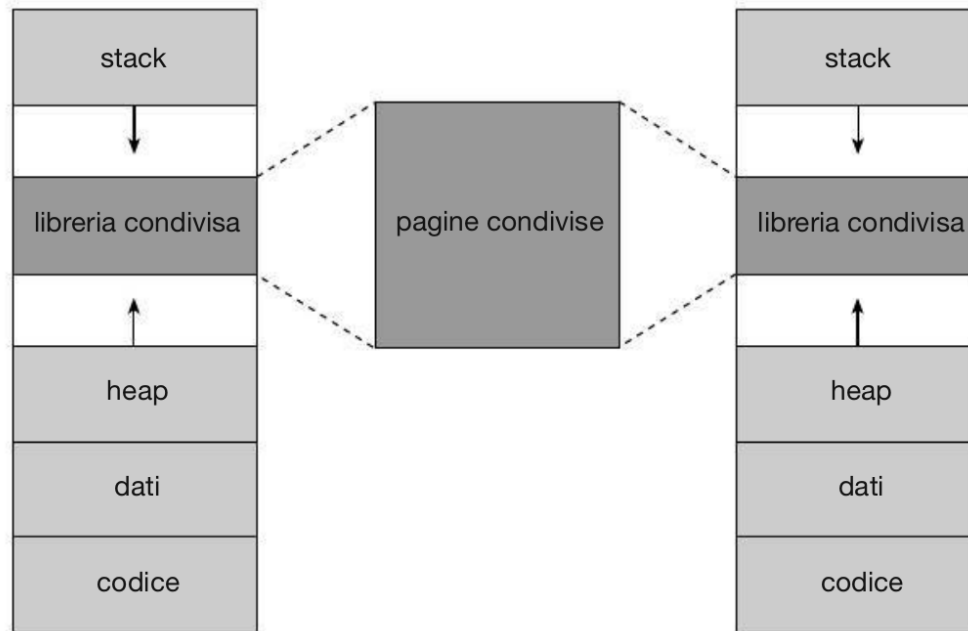 stack
libreria condivisa
heap
dati
codice
pagine condivise
stack
libreria condivisa
heap
dati
codice